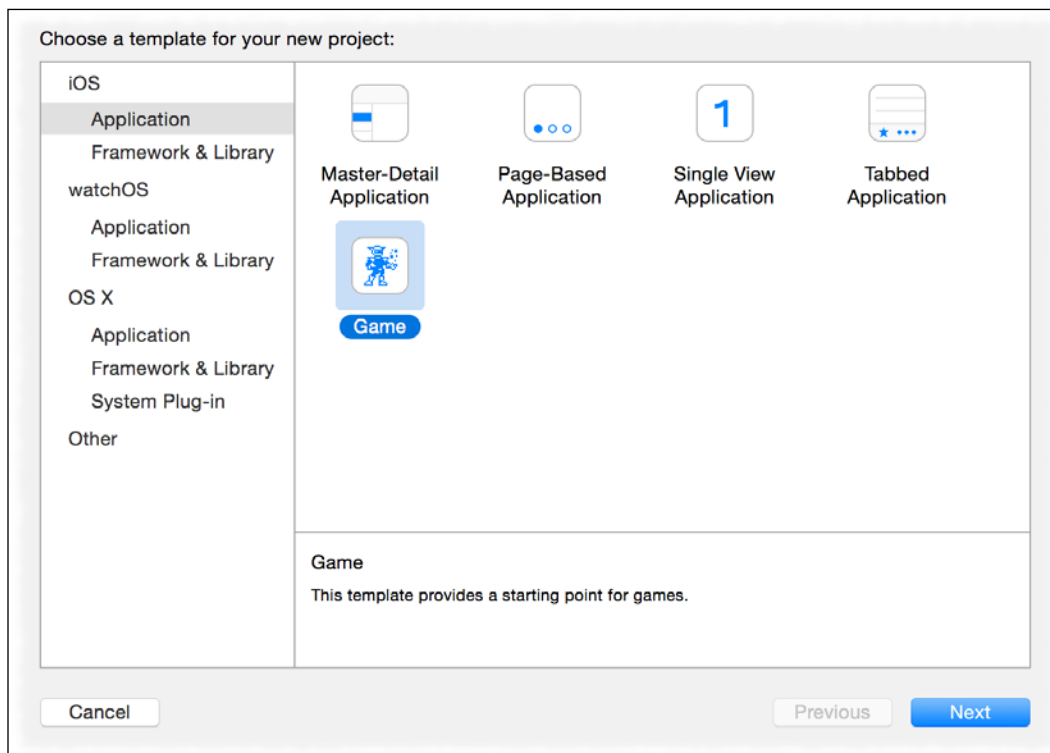 Choose a template for your new project:
iOS
Application
Framework & Library
watchOS
Application
Framework & Library
OS X
Application
Framework & Library
System Plug-in
Other
Master-Detail
Application
Page-Based
Application
1
Single View
Application
Tabbed
Application
Game
Game
This template provides a starting point for games.
Cancel
Previous
Next